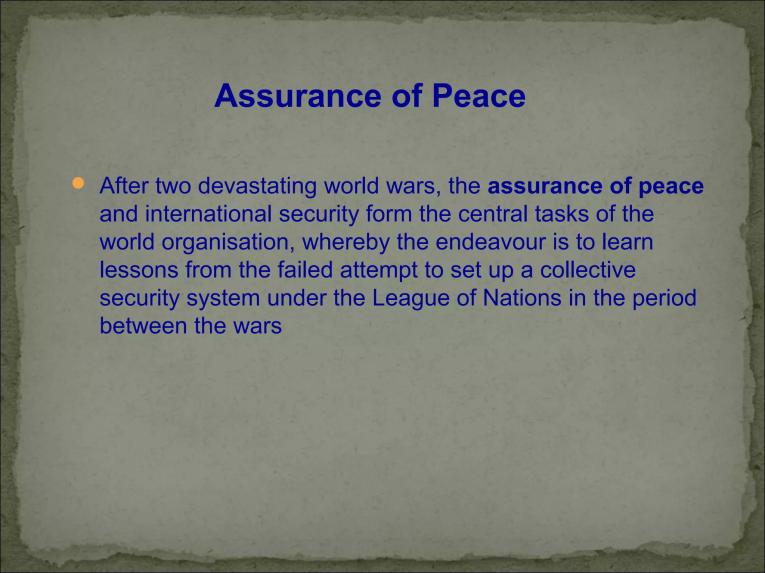 Assurance of Peace
After two devastating world wars, the assurance of peace
and international security form the central tasks of the
world organisation, whereby the endeavour is to learn
lessons from the failed attempt to set up a collective
security system under the League of Nations in the period
between the wars